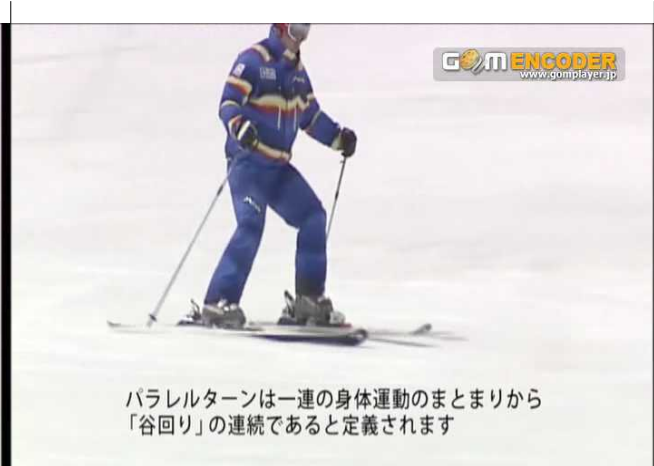 GOM ENCODER
www.gomplayer.jp
パラレルターンは一連の身体運動のまとまりから
「谷回り」の連続であると定義されます